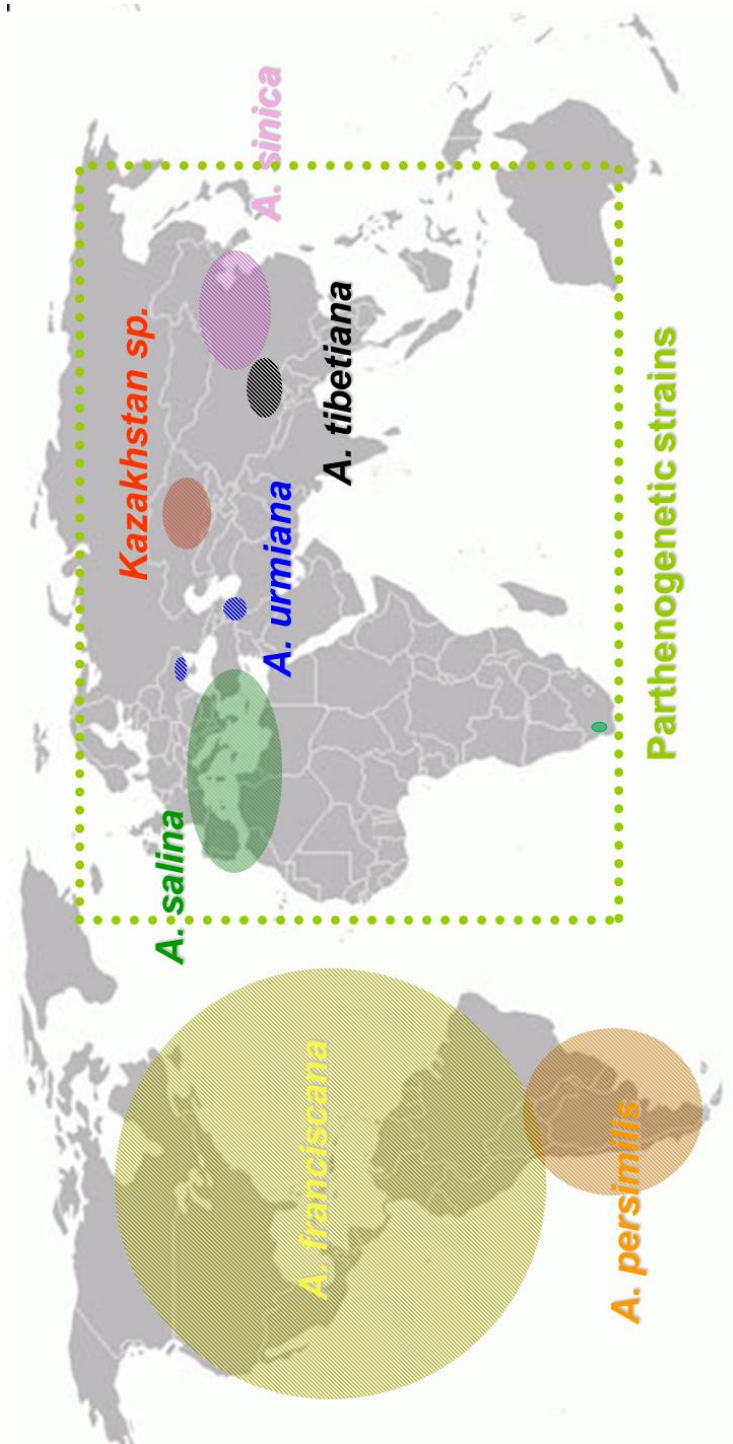 A. sinica
Kazakhstan sp.
A. tibetiana
A. urmiana
A. salina
Parthenogenetic strains
A. franciscana
A. persimilis